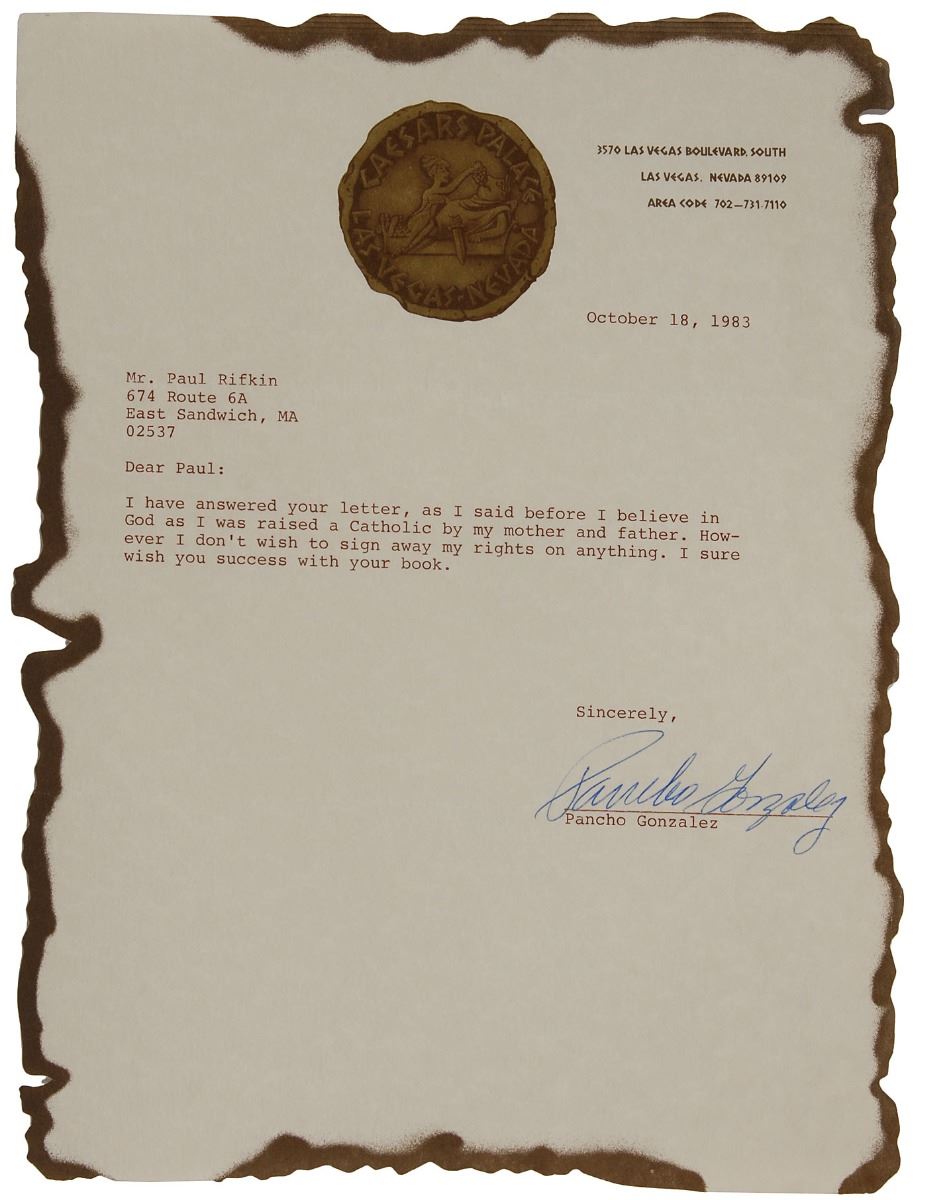 CAESARS PALACE
LAS VEGAS · NEVADA
3570 LAS VEGAS BOULEVARD, SOUTH
LAS VEGAS, NEVADA 89109
AREA CODE 702-731-7110
October 18, 1983
Mr. Paul Rifkin
674 Route 6A
East Sandwich, MA
02537
Dear Paul:
I have answered your letter, as I said before I believe in
God as I was raised a Catholic by my mother and father. How-
ever I don't wish to sign away my rights on anything. I sure
wish you success with your book.
Sincerely,
Pancho Gonzalez
Pancho Gonzalez